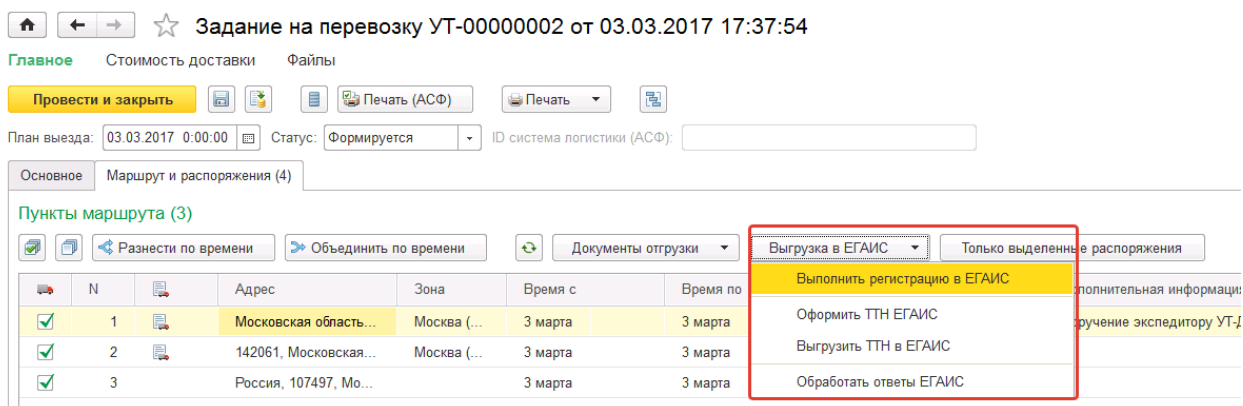 Задание на перевозку УТ-00000002 от 03.03.2017 17:37:54
Главное Стоимость доставки Файлы
Провести и закрыть Печать (АСФ) Печать
План выезда: 03.03.2017 0:00:00 Статус: Формируется ID система логистики (АСФ):
Основное Маршрут и распоряжения (4)
Пункты маршрута (3)
Разнести по времени Объединить по времени Документы отгрузки Выгрузка в ЕГАИС Только выделенные распоряжения
N Адрес Зона Время с Время по
Выполнить регистрацию в ЕГАИС
информация
1 Московская область... Москва (... 3 марта 3 марта
Оформить ТТН ЕГАИС
экспедитору УТ-
2 142061, Московская... Москва (... 3 марта 3 марта
Выгрузить ТТН в ЕГАИС
3 Россия, 107497, Мо... 3 марта 3 марта
Обработать ответы ЕГАИС